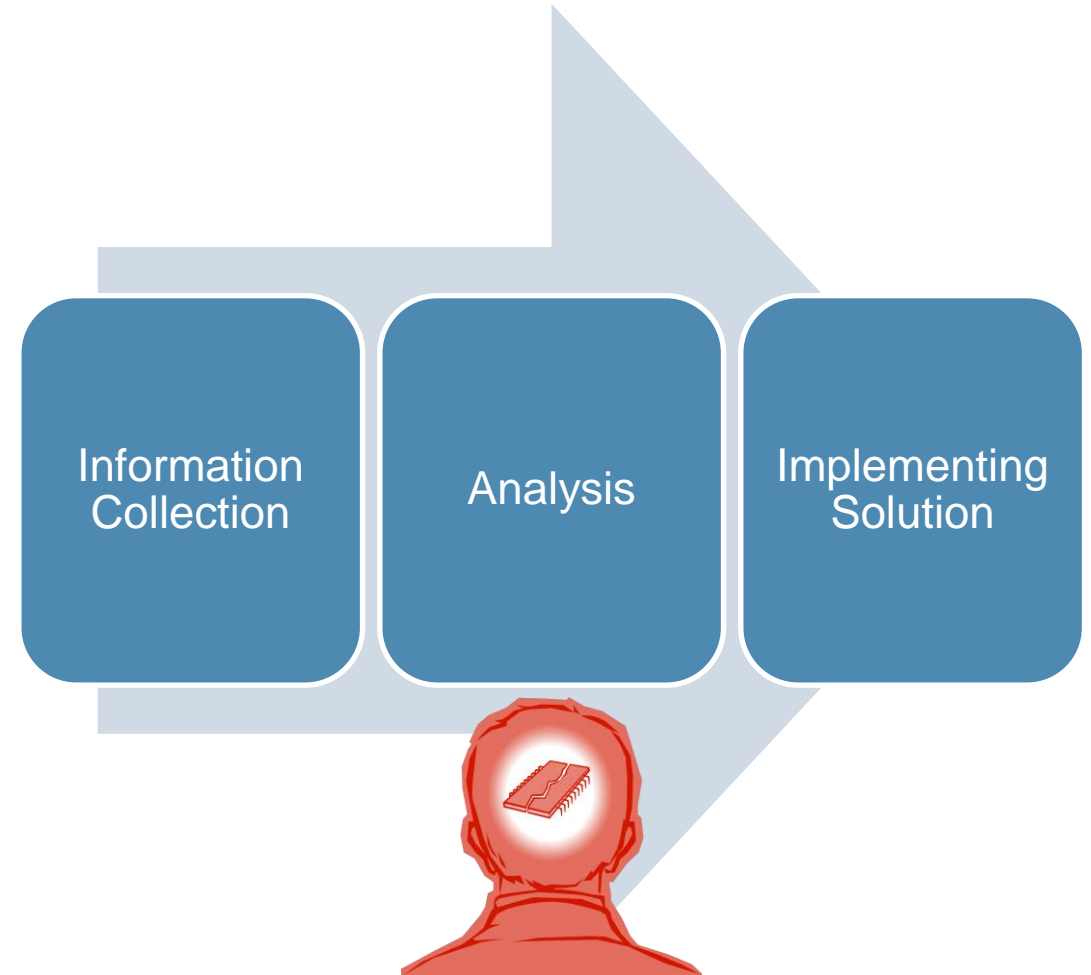 Information
Collection
Analysis
Implementing
Solution